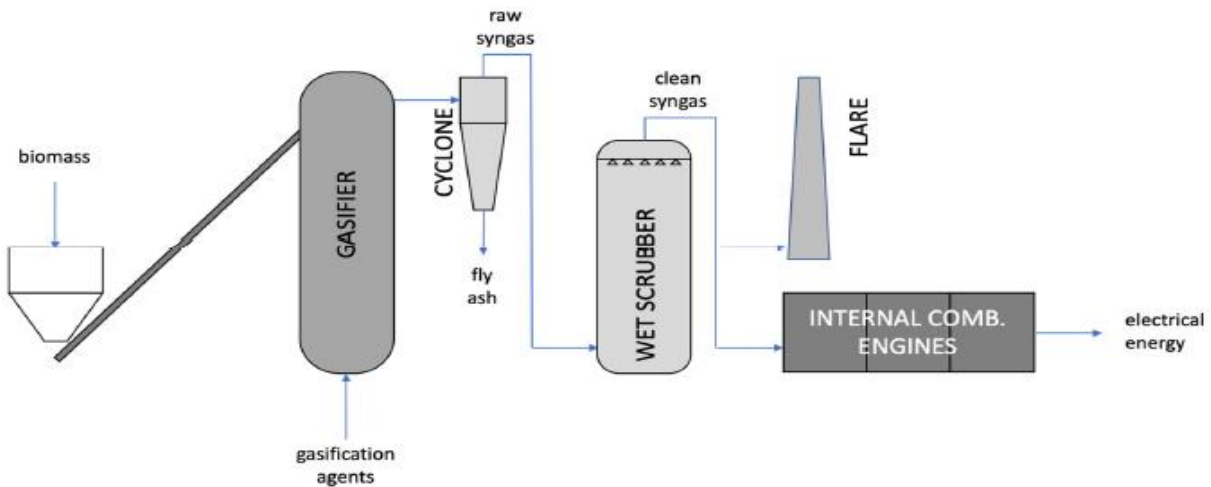 raw
syngas
clean
syngas
biomass
GASIFIER
CYCLONE
FLARE
fly
ash
WET SCRUBBER
INTERNAL COMB.
ENGINES
electrical
energy
gasification
agents